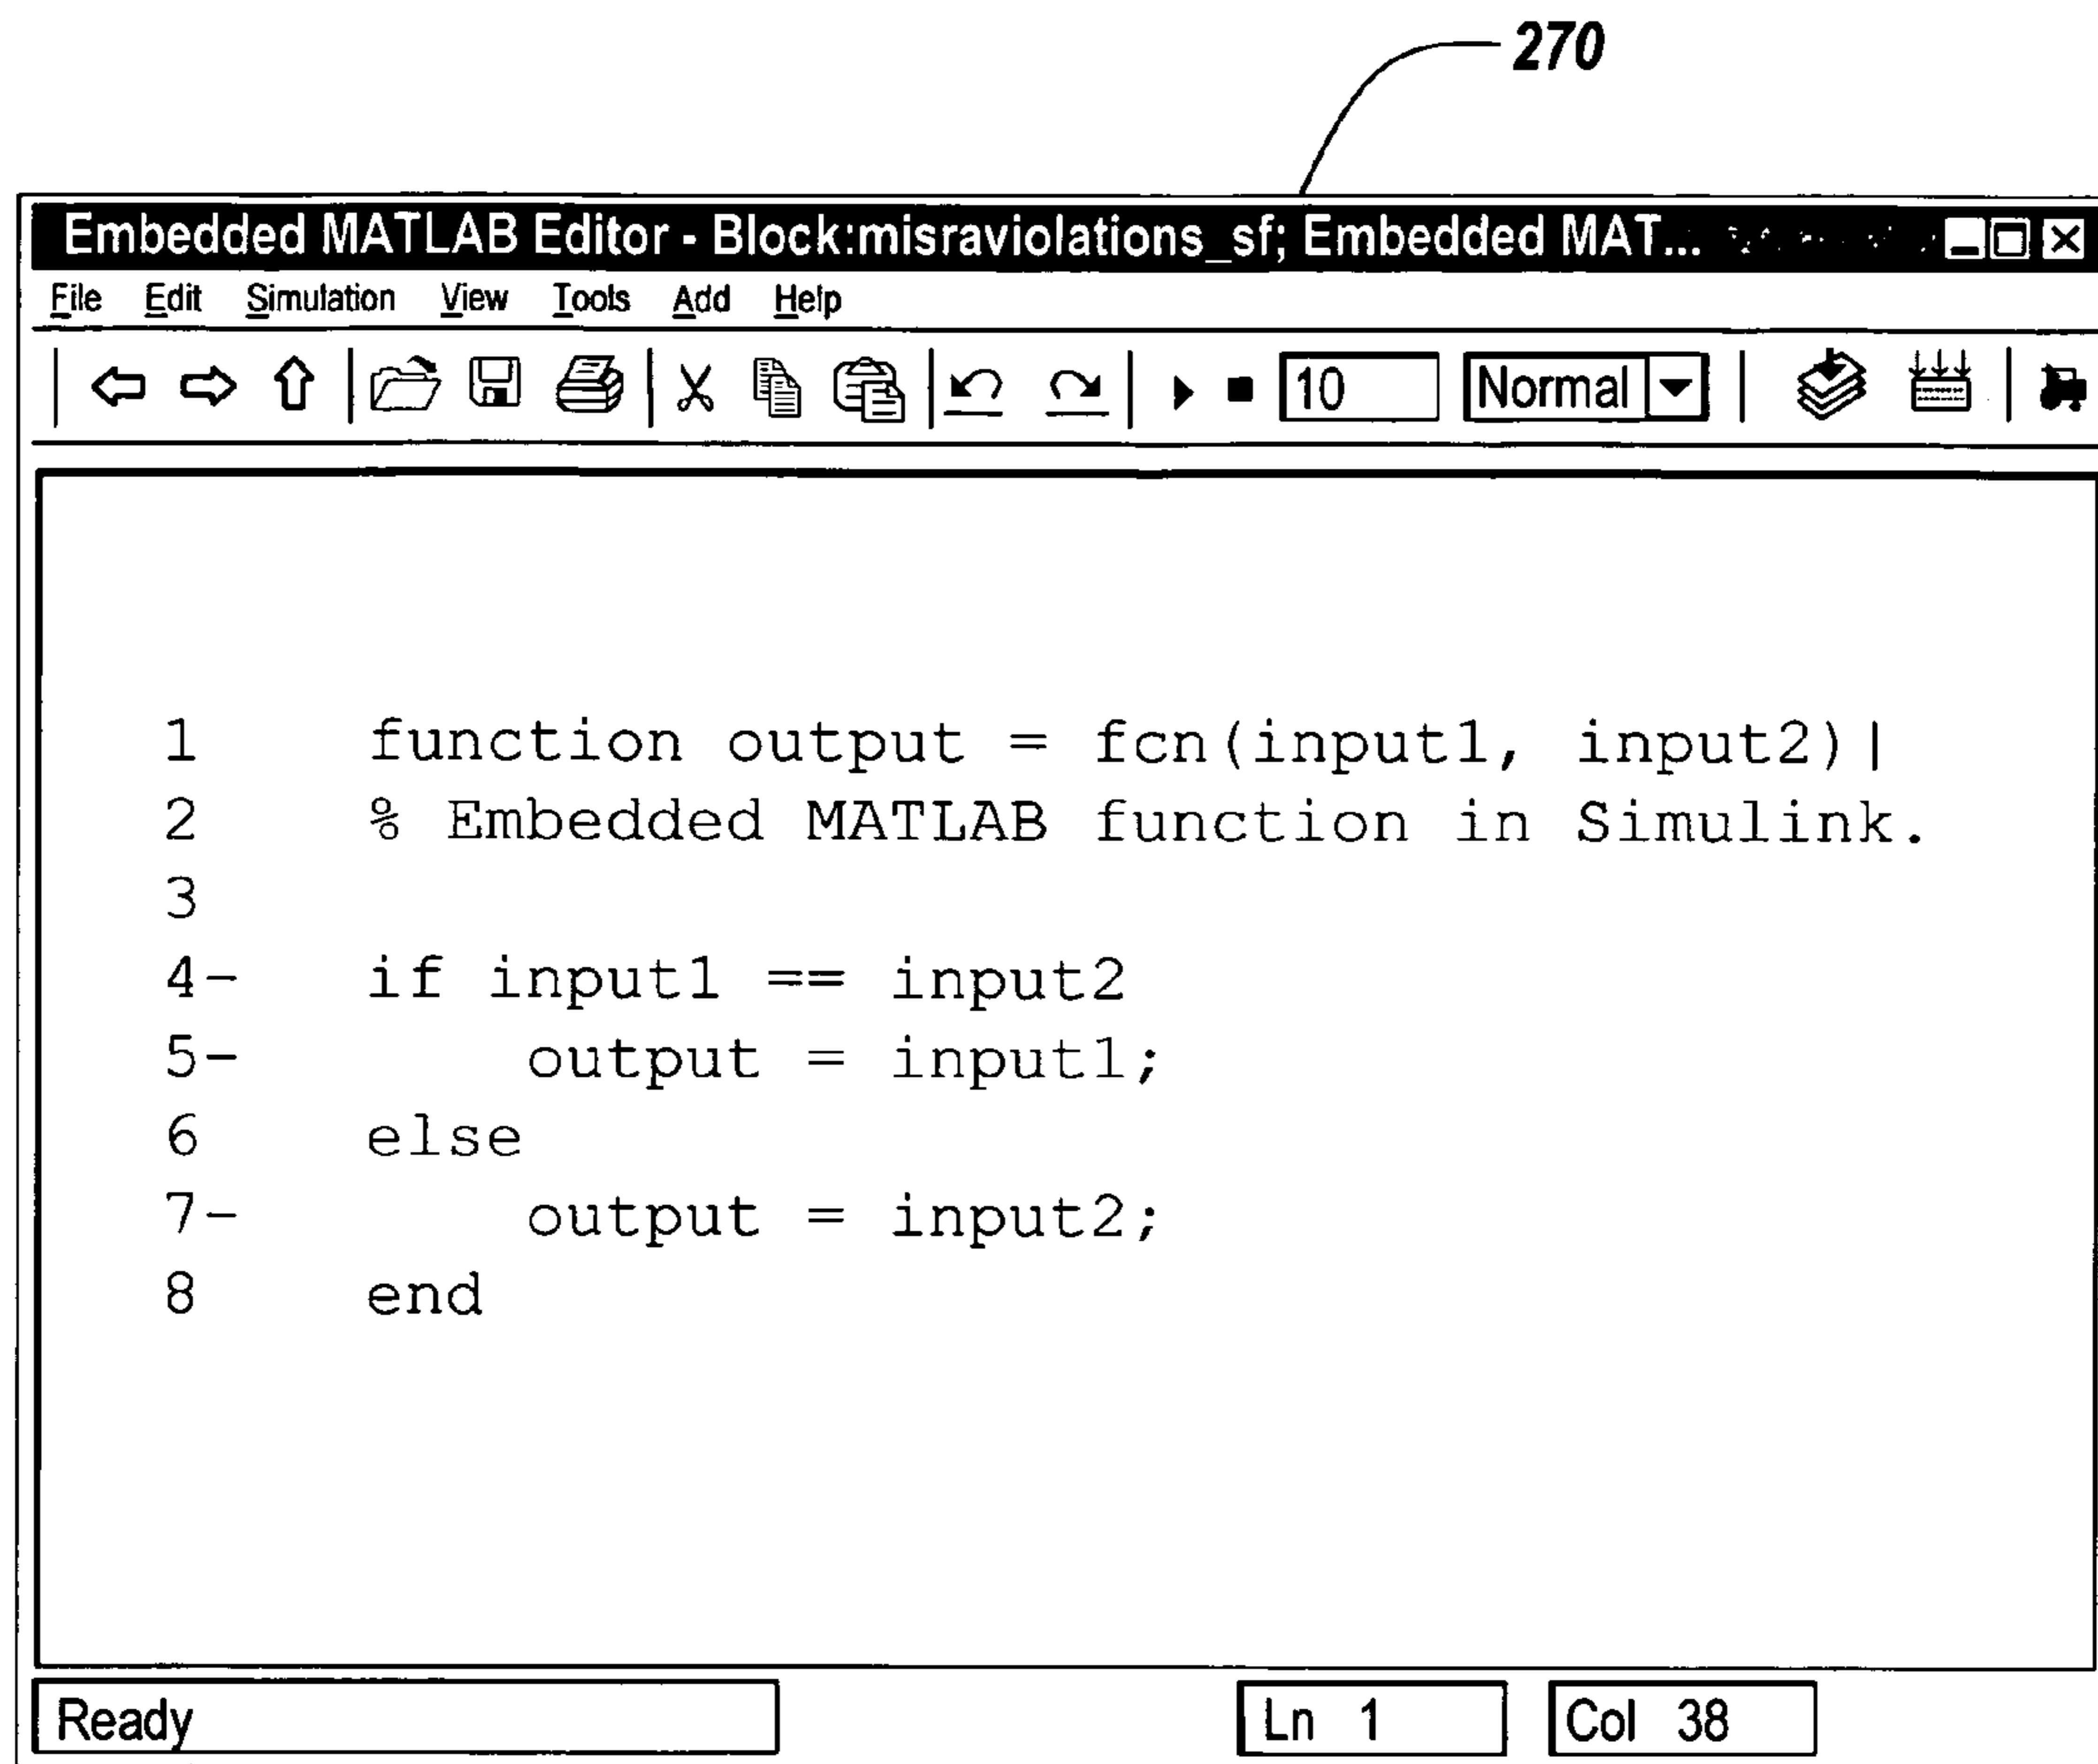 270
Embedded MATLAB Editor - Block:misraviolations_sf; Embedded MAT...
File Edit Simulation View Tools Add Help
10 Normal
1 function output = fcn(input1, input2)|
2 % Embedded MATLAB function in Simulink.
3
4- if input1 == input2
5- output = input1;
6 else
7- output = input2;
8 end
Ready Ln 1 Col 38